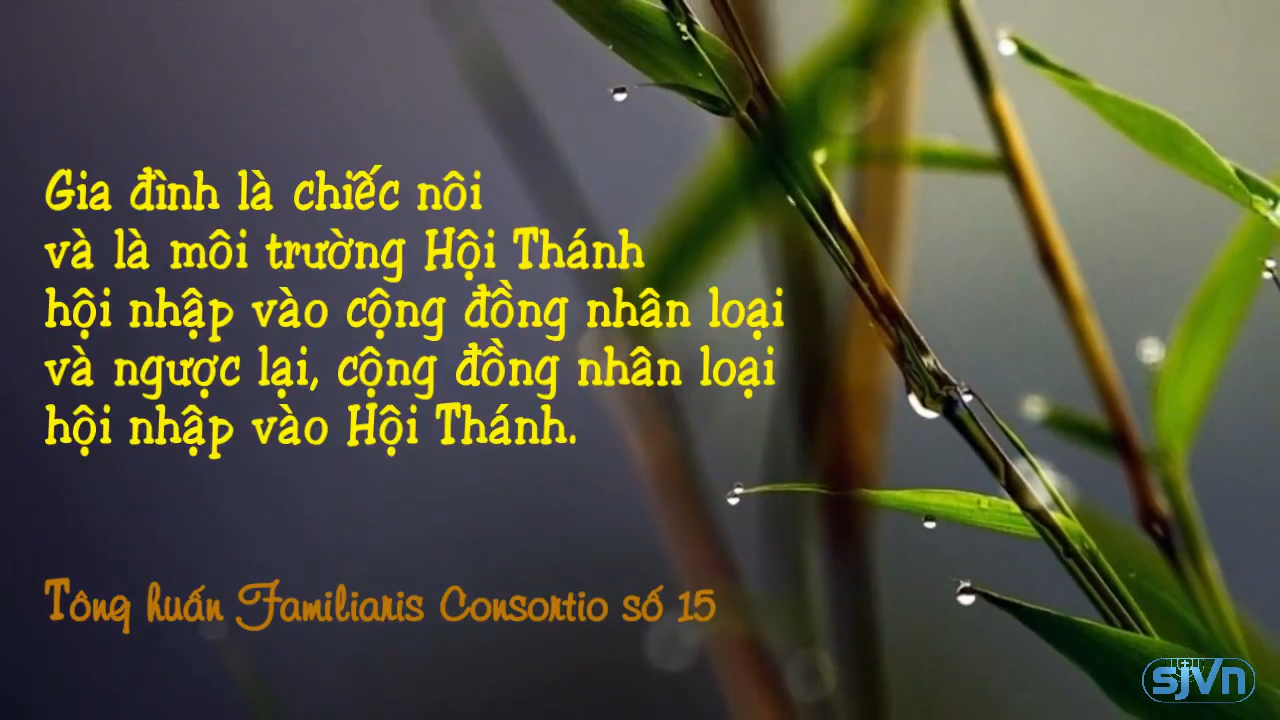 Gia đình là chiếc nôi
và là môi trường Hội Thánh
hội nhập vào cộng đồng nhân loại
và ngược lại, cộng đồng nhân loại
hội nhập vào Hội Thánh.
Tông huấn Familiaris Consortio số 15
sjvn